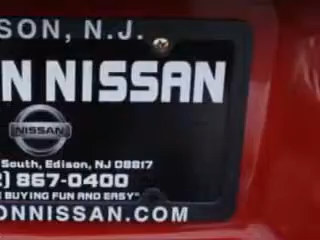 SON, N.J.
N NISSAN
NISSAN
South, Edison, NJ 08817
) 867-0400
BUYING FUN AND EASY"
ONNISSAN.COM